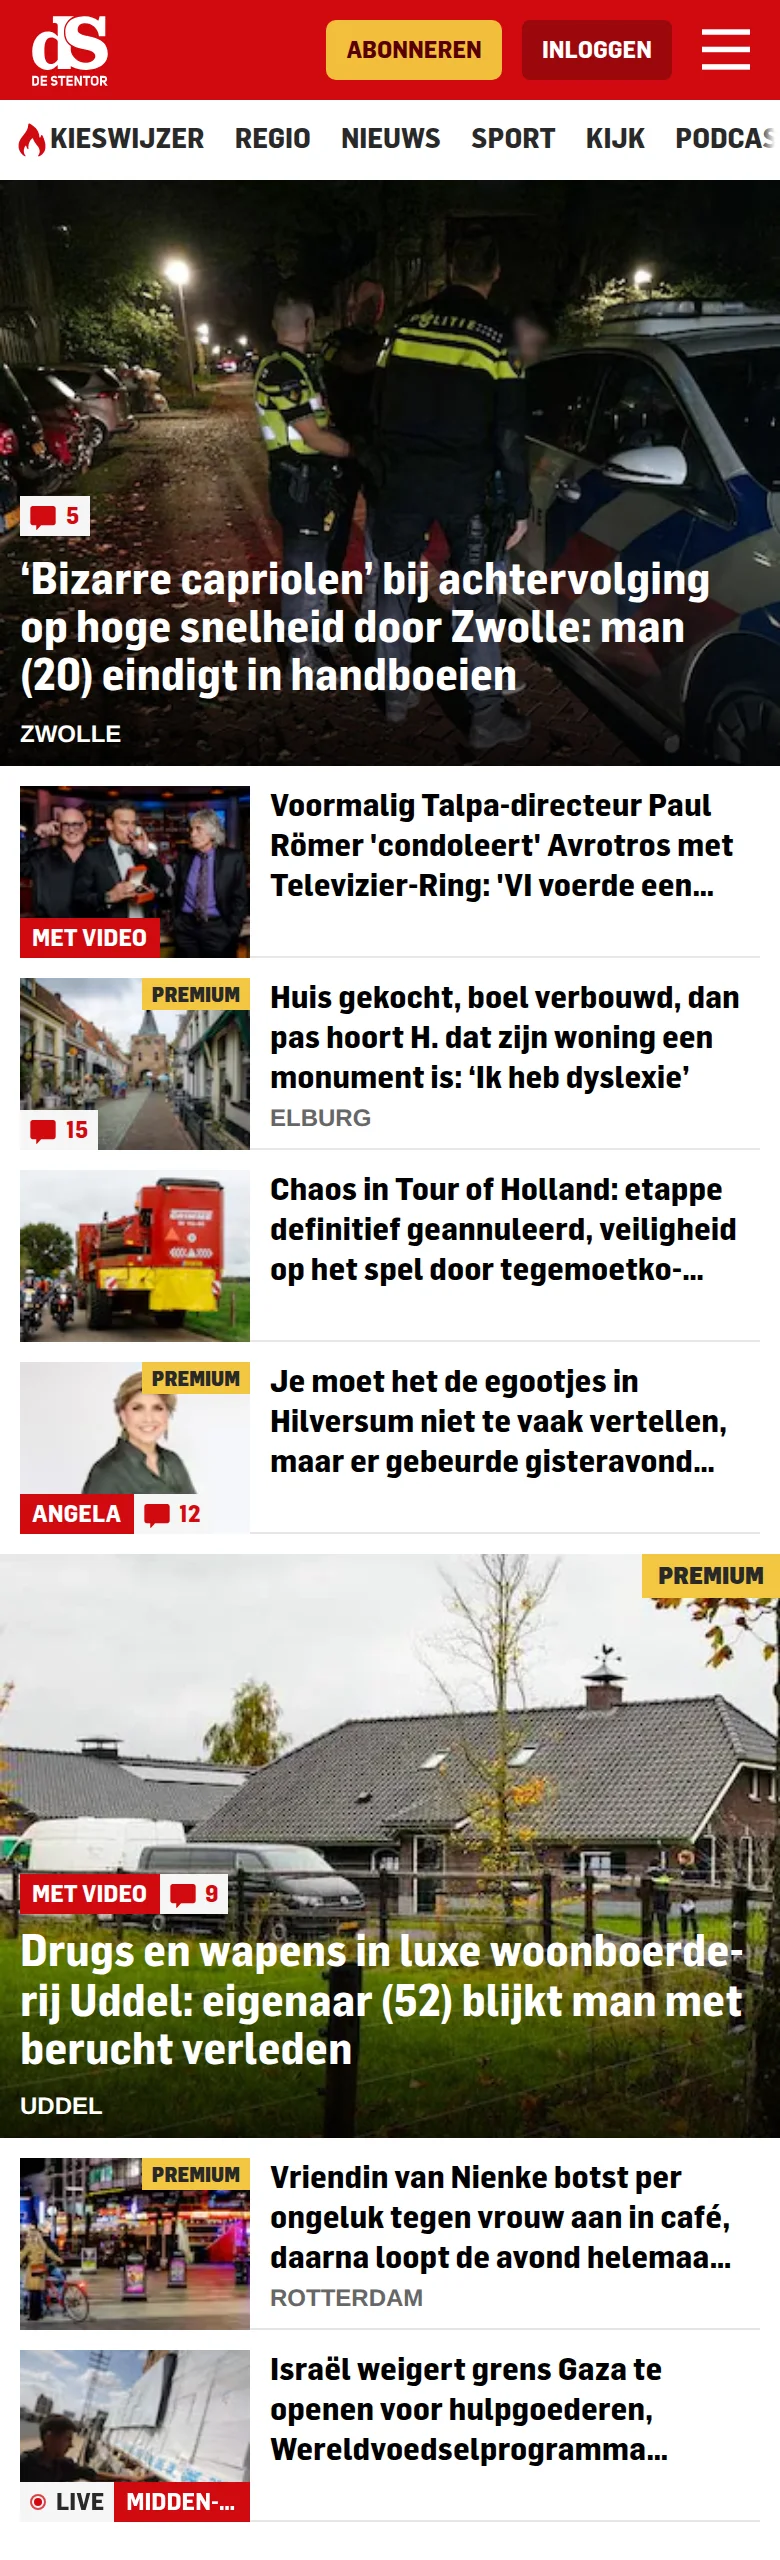 dS
DE STENTOR
ABONNEREN
INLOGGEN
KIESWIJZER REGIO NIEUWS SPORT KIJK PODCAS
POLITIE
5
‘Bizarre capriolen’ bij achtervolging
op hoge snelheid door Zwolle: man
(20) eindigt in handboeien
ZWOLLE
MET VIDEO
Voormalig Talpa-directeur Paul
Römer 'condoleert' Avrotros met
Televizier-Ring: 'VI voerde een...
PREMIUM
15
Huis gekocht, boel verbouwd, dan
pas hoort H. dat zijn woning een
monument is: ‘Ik heb dyslexie’
ELBURG
Chaos in Tour of Holland: etappe
definitief geannuleerd, veiligheid
op het spel door tegemoetko-...
PREMIUM
ANGELA
12
Je moet het de egootjes in
Hilversum niet te vaak vertellen,
maar er gebeurde gisteravond...
PREMIUM
MET VIDEO
9
Drugs en wapens in luxe woonboerde-
rij Uddel: eigenaar (52) blijkt man met
berucht verleden
UDDEL
PREMIUM
Vriendin van Nienke botst per
ongeluk tegen vrouw aan in café,
daarna loopt de avond helemaa...
ROTTERDAM
LIVE
MIDDEN-...
Israël weigert grens Gaza te
openen voor hulpgoederen,
Wereldvoedselprogramma...